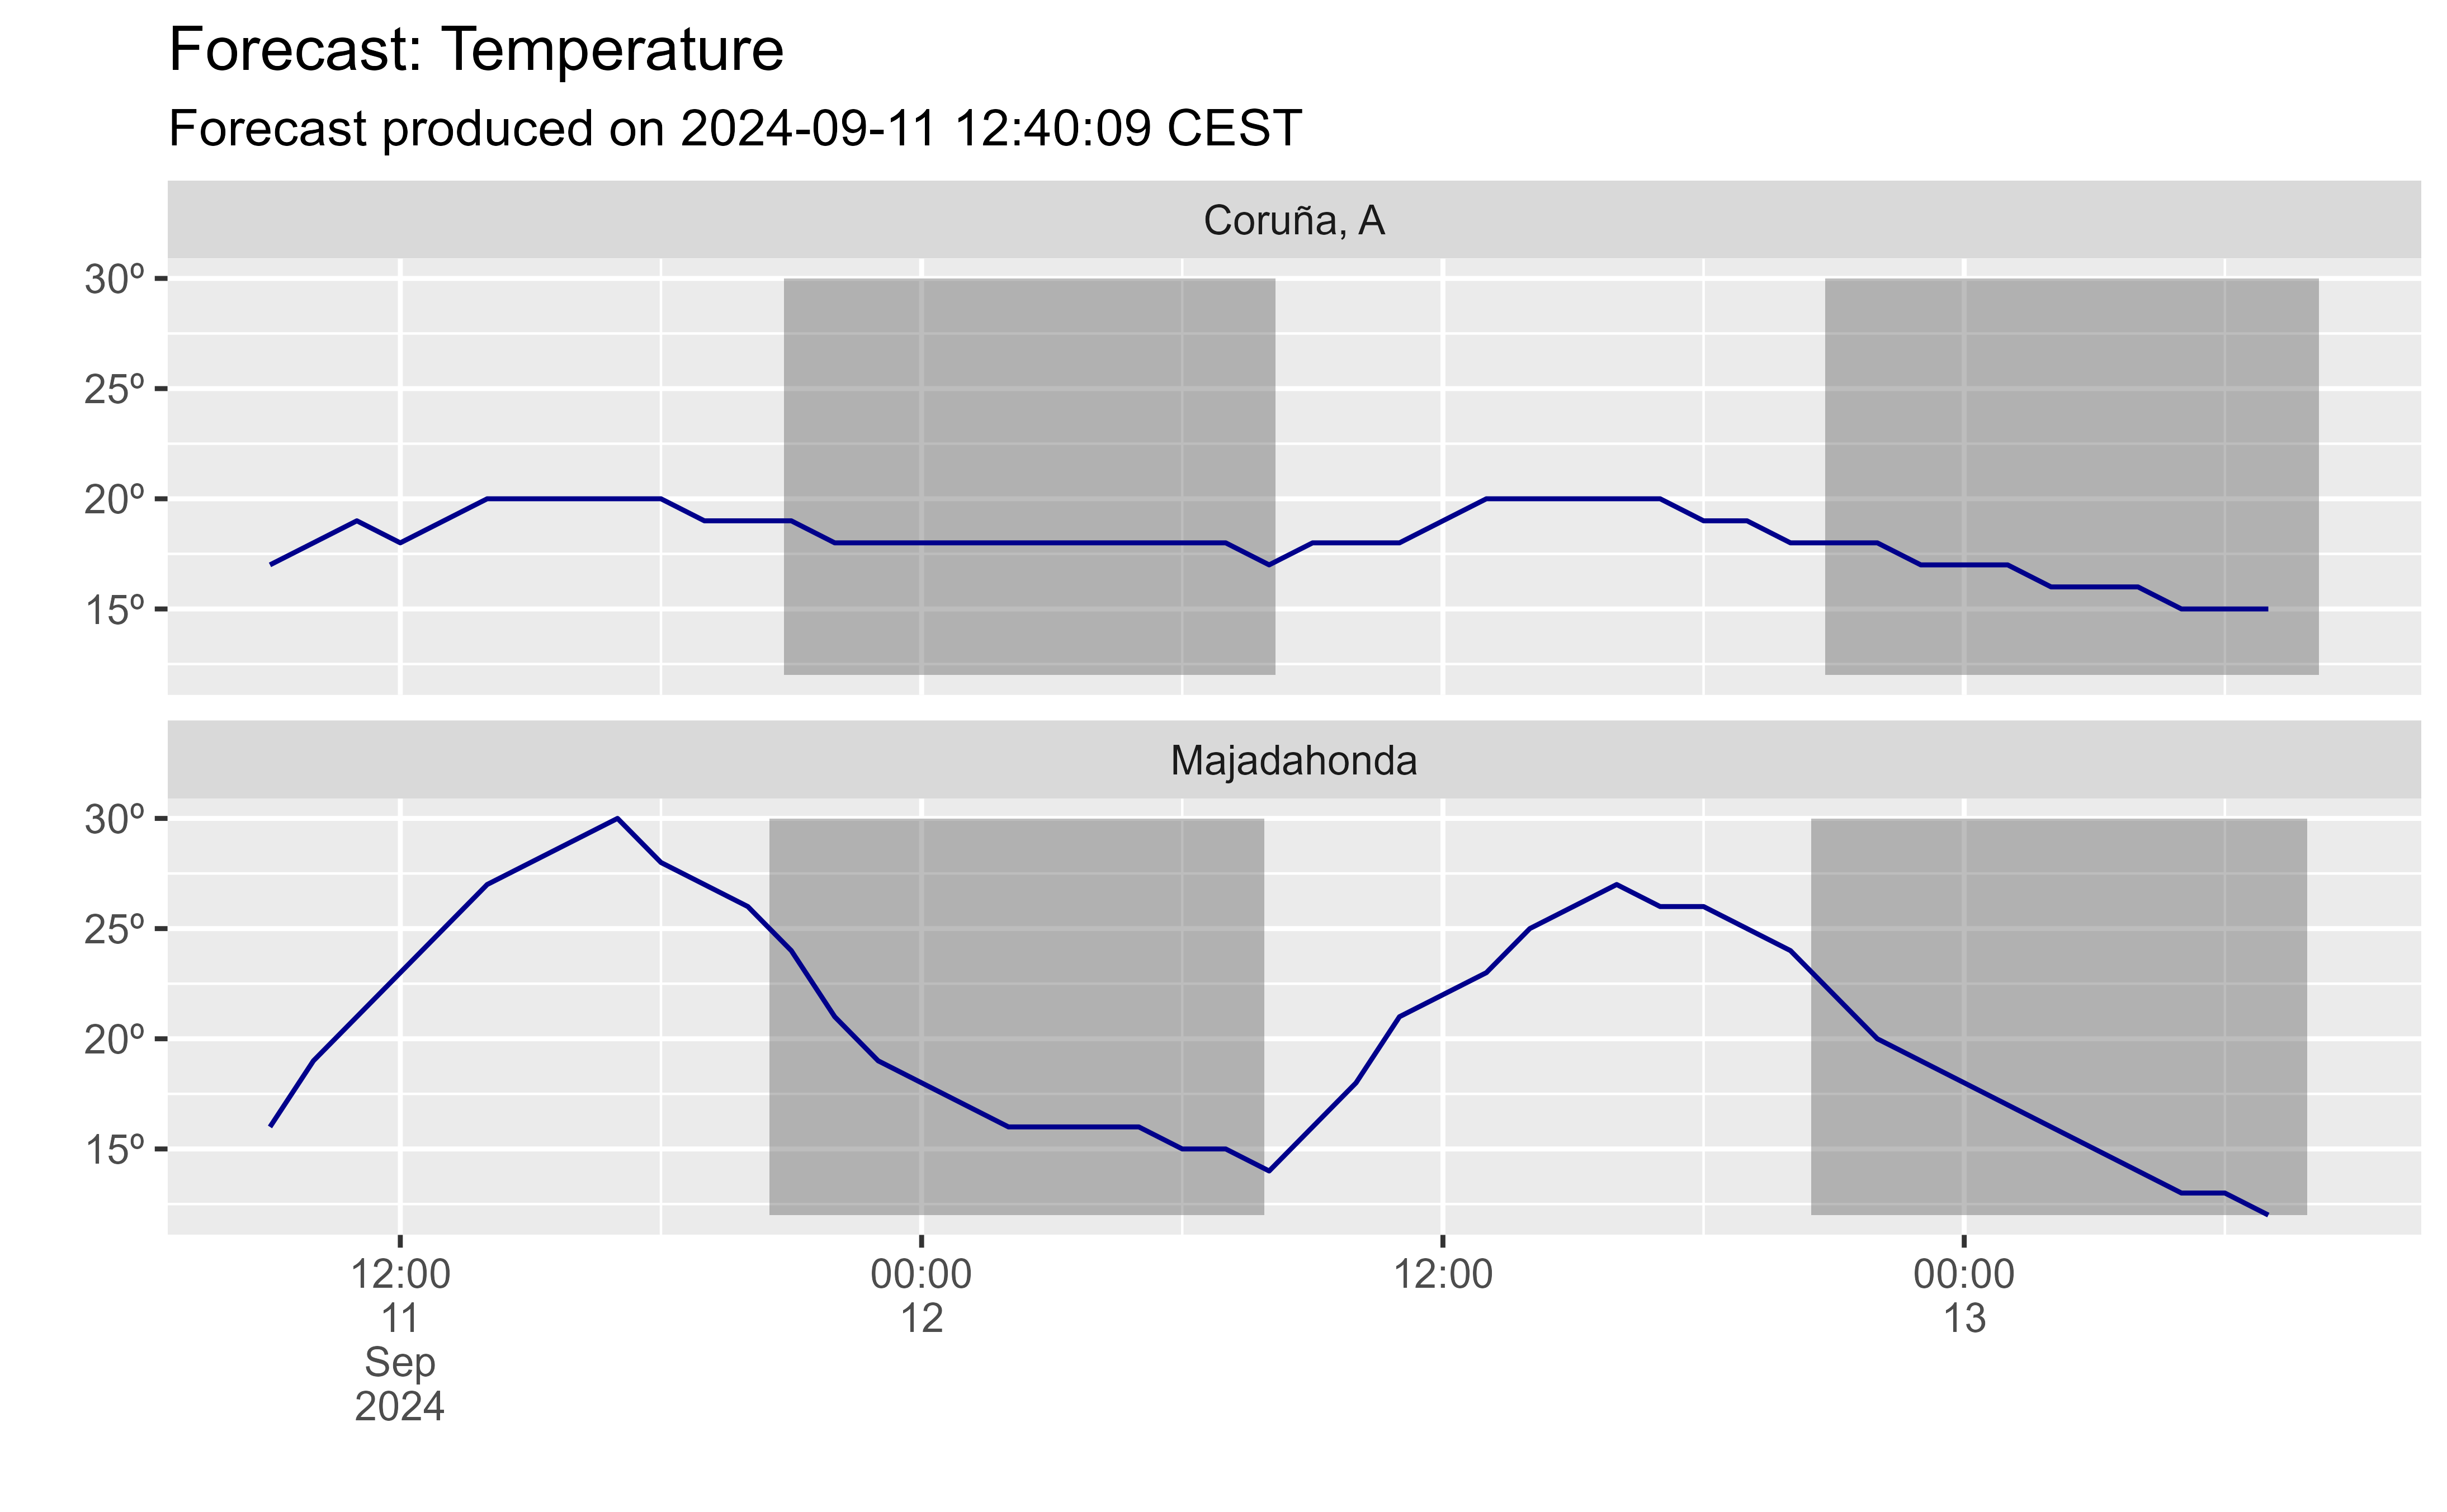 Forecast: Temperature
Forecast produced on 2024-09-11 12:40:09 CEST
Coruña, A
30º
25º
20º
15º
Majadahonda
30º
25º
20º
15º
12:00 00:00 12:00 00:00
11 12 13
Sep
2024